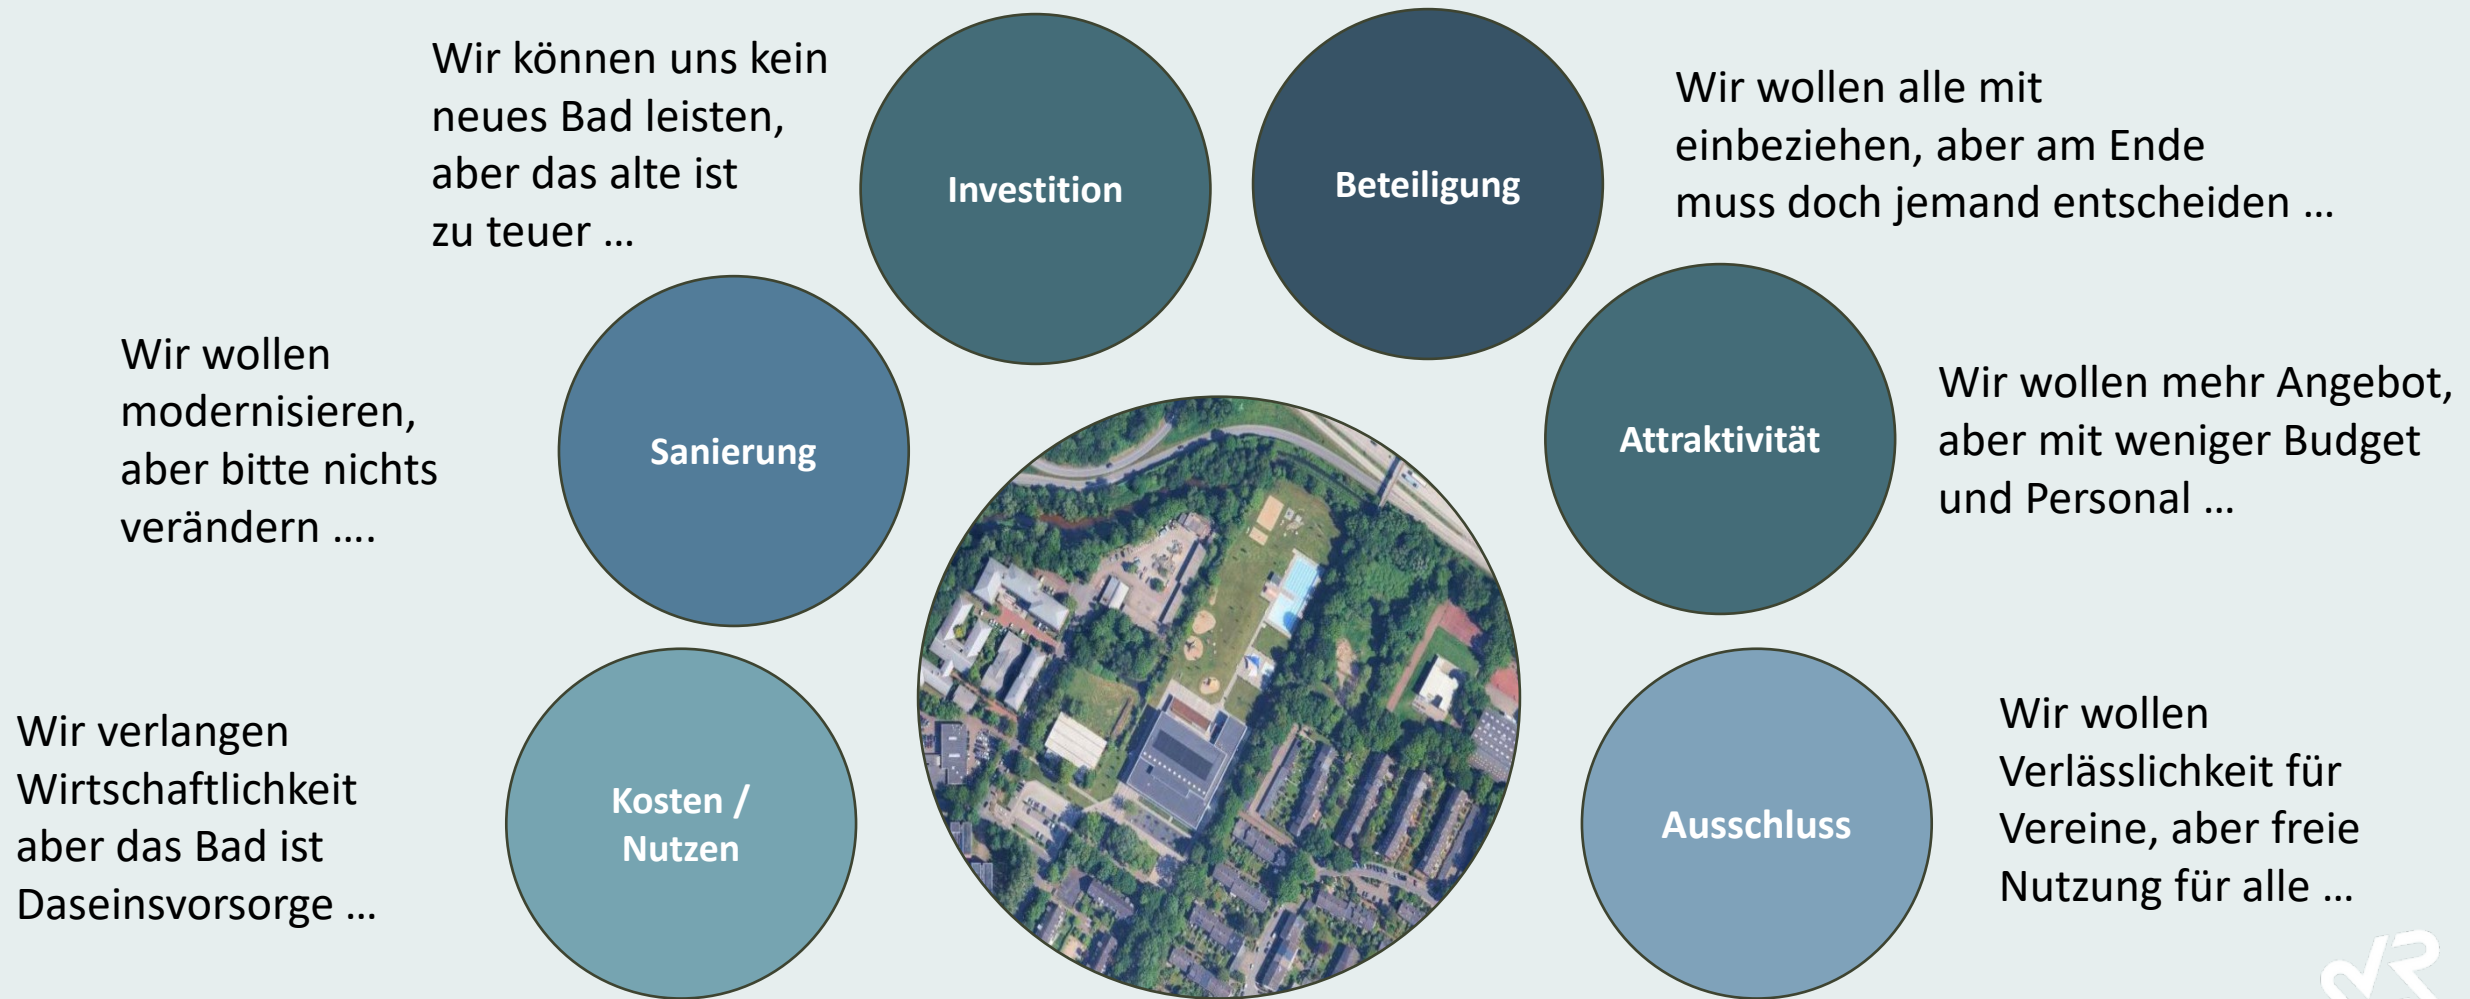 Wir können uns kein
neues Bad leisten,
aber das alte ist
zu teuer ...
Investition
Beteiligung
Wir wollen alle mit
einbeziehen, aber am Ende
muss doch jemand entscheiden ...
Wir wollen
modernisieren,
aber bitte nichts
verändern ....
Sanierung
Attraktivität
Wir wollen mehr Angebot,
aber mit weniger Budget
und Personal ...
Wir verlangen
Wirtschaftlichkeit
aber das Bad ist
Daseinsvorsorge ...
Kosten /
Nutzen
Ausschluss
Wir wollen
Verlässlichkeit für
Vereine, aber freie
Nutzung für alle ...